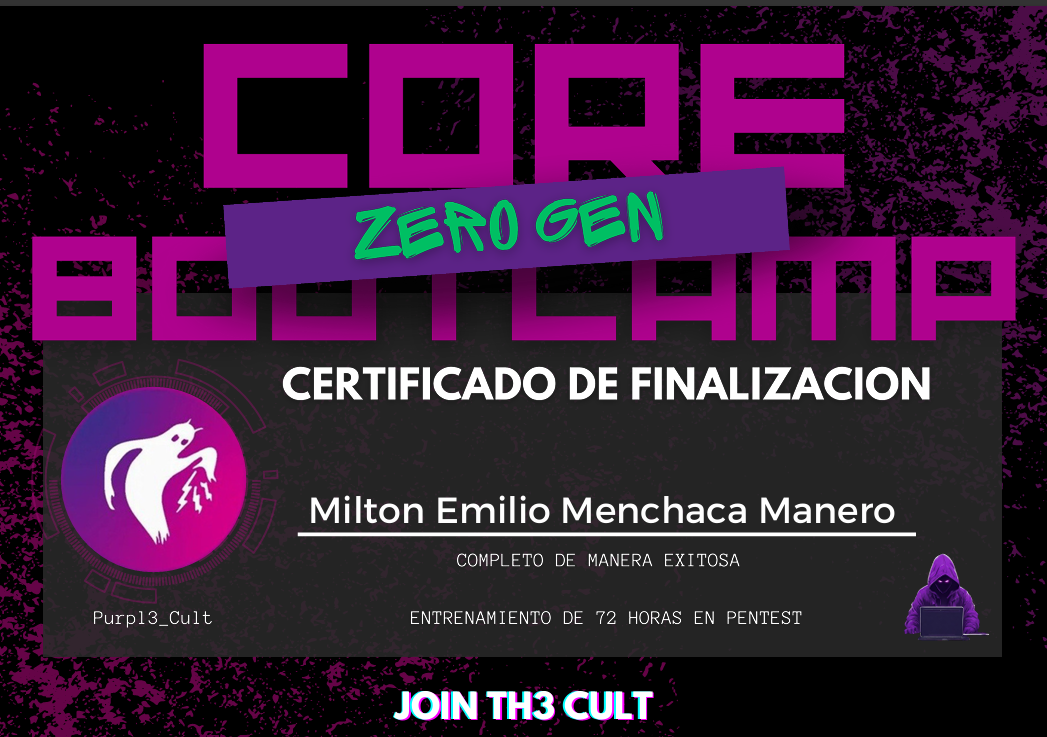 CORE
ZERO GEN
BOOTCAMP
CERTIFICADO DE FINALIZACION
Milton Emilio Menchaca Manero
COMPLETO DE MANERA EXITOSA
Purpl3_Cult
ENTRENAMIENTO DE 72 HORAS EN PENTEST
JOIN TH3 CULT